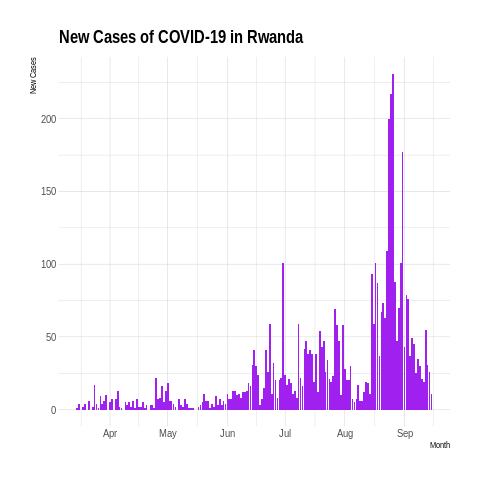 New Cases of COVID-19 in Rwanda
New Cases
200
150
100
50
0
Apr May Jun Jul Aug Sep
Month